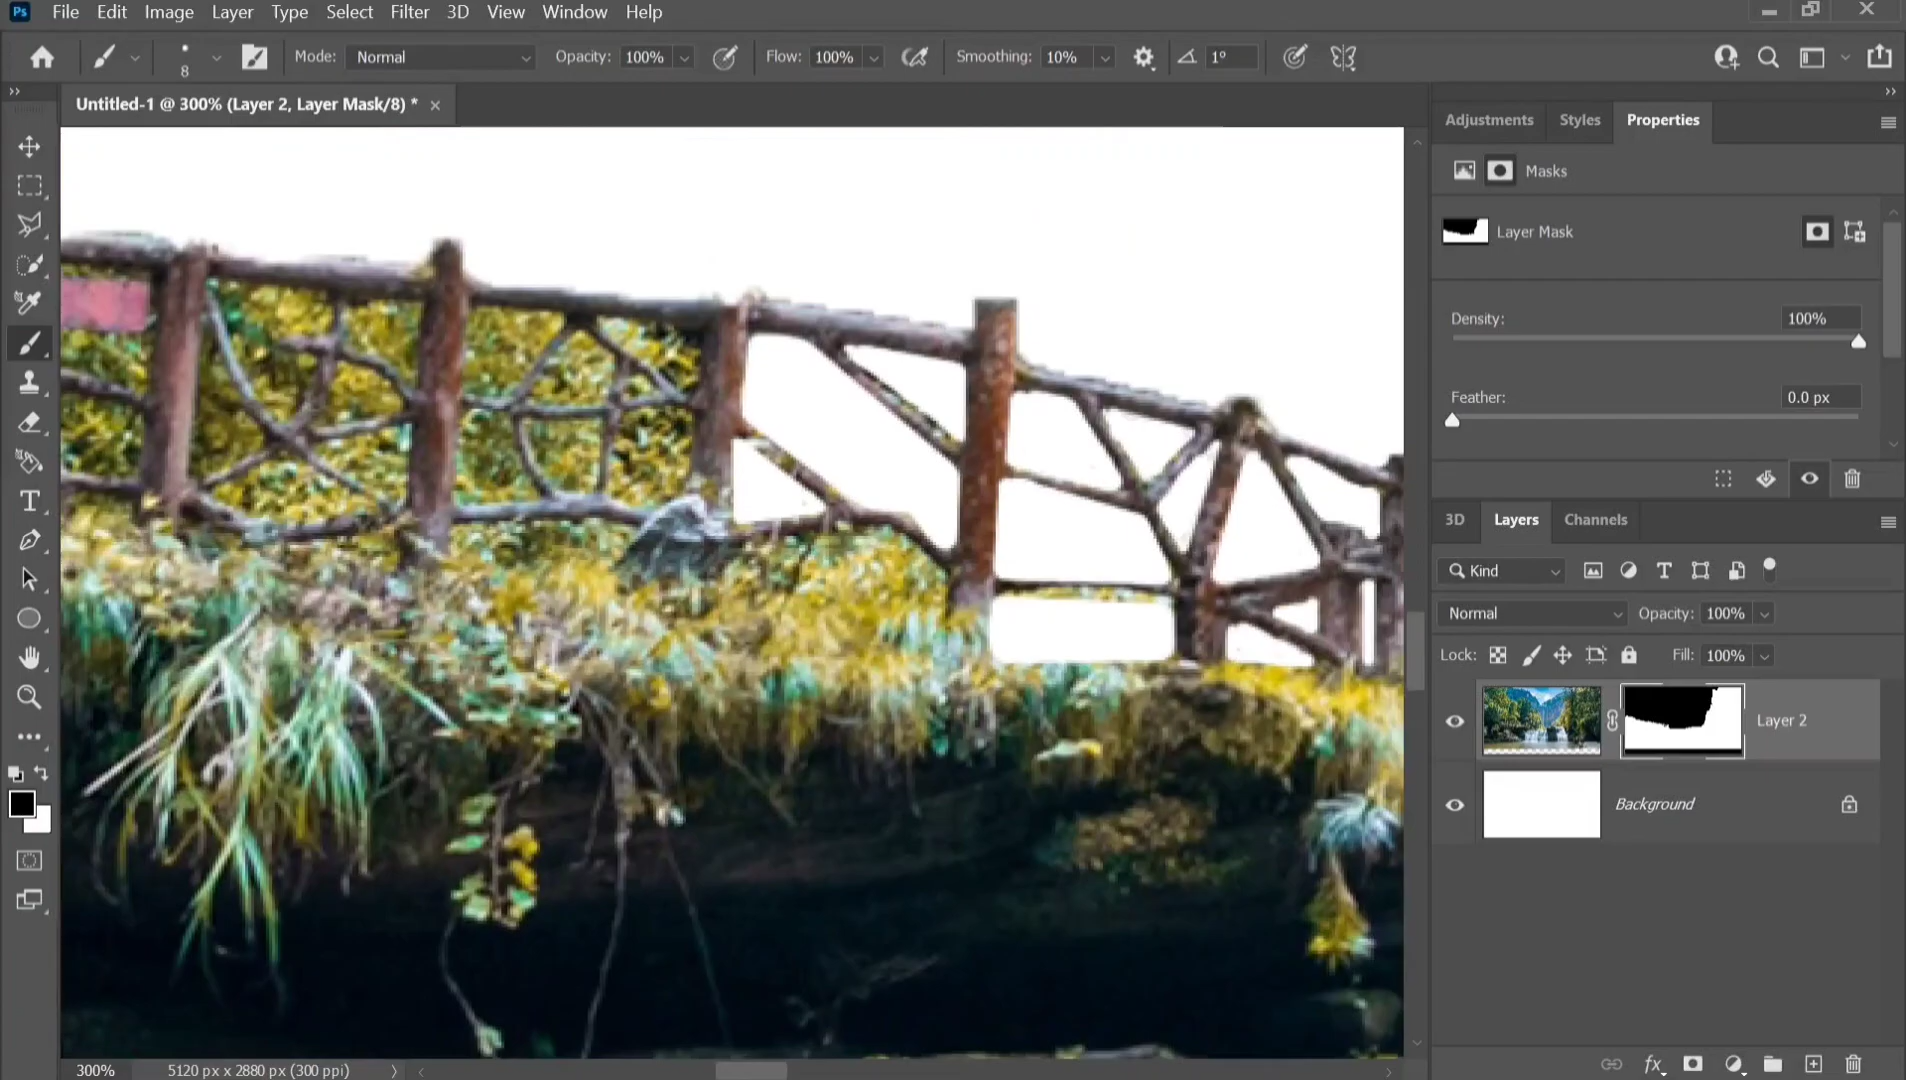 Ps File Edit Image Layer Type Select Filter 3D View Window Help
8 Mode: Normal Opacity: 100% Flow: 100% Smoothing: 10% 1°
Untitled-1 @ 300% (Layer 2, Layer Mask/8) *
Adjustments Styles Properties
Masks
Layer Mask
Density: 100%
Feather: 0.0 px
3D Layers Channels
Kind
Normal Opacity: 100%
Lock: Fill: 100%
Layer 2
Background
fx
300% 5120 px x 2880 px (300 ppi)